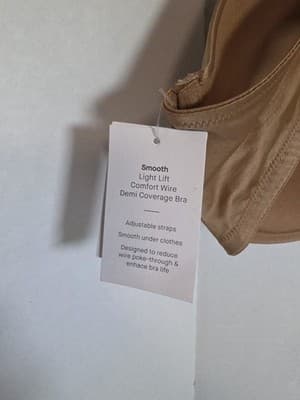 Smooth
Light Lift
Comfort Wire
Demi Coverage Bra
Adjustable straps
Smooth under clothes
Designed to reduce
wire poke-through &
enhace bra life